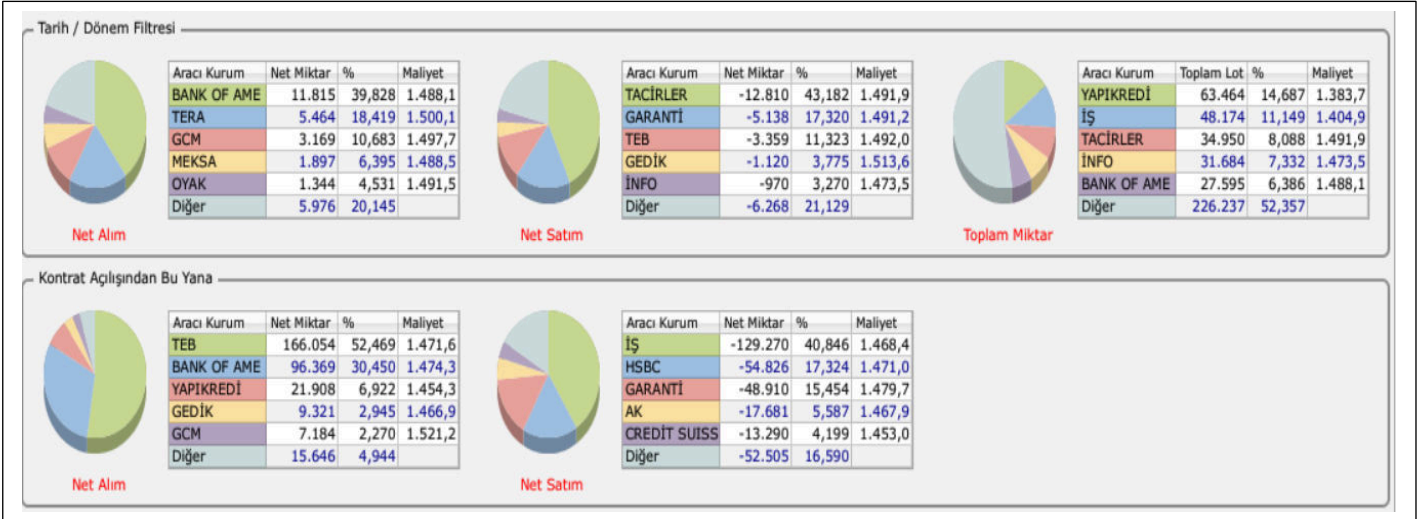 Tarih / Dönem Filtresi
Aracı Kurum Net Miktar % Maliyet
BANK OF AME 11.815 39,828 1.488,1
TERA 5.464 18,419 1.500,1
GCM 3.169 10,683 1.497,7
MEKSA 1.897 6,395 1.488,5
OYAK 1.344 4,531 1.491,5
Diğer 5.976 20,145
Net Alım
Aracı Kurum Net Miktar % Maliyet
TACİRLER -12.810 43,182 1.491,9
GARANTİ -5.138 17,320 1.491,2
TEB -3.359 11,323 1.492,0
GEDİK -1.120 3,775 1.513,6
İNFO -970 3,270 1.473,5
Diğer -6.268 21,129
Net Satım
Aracı Kurum Toplam Lot % Maliyet
YAPIKREDİ 63.464 14,687 1.383,7
İŞ 48.174 11,149 1.404,9
TACİRLER 34.950 8,088 1.491,9
İNFO 31.684 7,332 1.473,5
BANK OF AME 27.595 6,386 1.488,1
Diğer 226.237 52,357
Toplam Miktar
Kontrat Açılışından Bu Yana
Aracı Kurum Net Miktar % Maliyet
TEB 166.054 52,469 1.471,6
BANK OF AME 96.369 30,450 1.474,3
YAPIKREDİ 21.908 6,922 1.454,3
GEDİK 9.321 2,945 1.466,9
GCM 7.184 2,270 1.521,2
Diğer 15.646 4,944
Net Alım
Aracı Kurum Net Miktar % Maliyet
İŞ -129.270 40,846 1.468,4
HSBC -54.826 17,324 1.471,0
GARANTİ -48.910 15,454 1.479,7
AK -17.681 5,587 1.467,9
CREDİT SUISS -13.290 4,199 1.453,0
Diğer -52.505 16,590
Net Satım